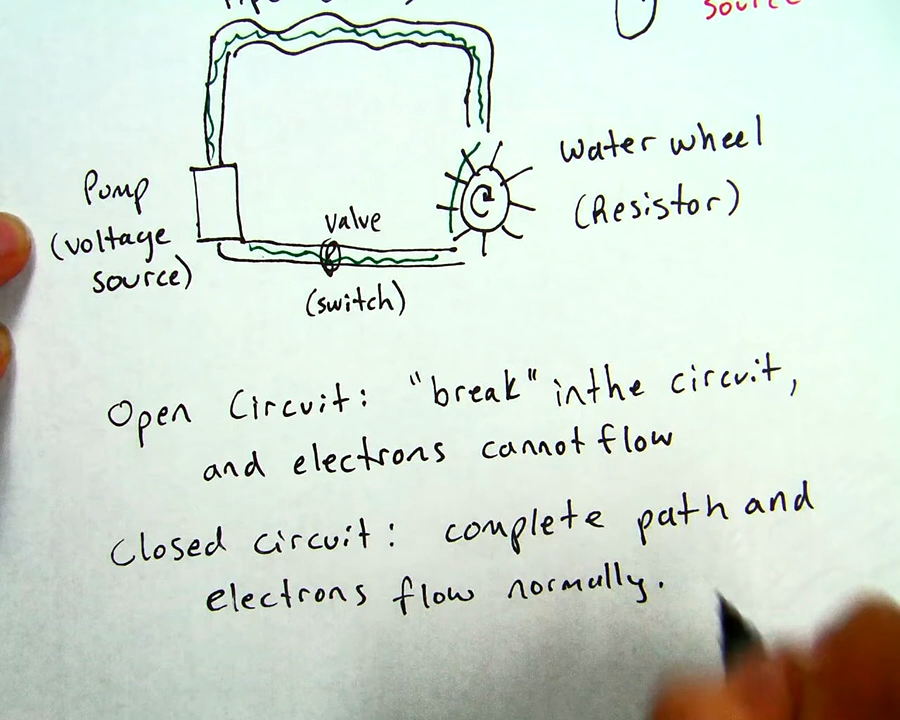 source
Pump
(voltage
source)
valve
(switch)
water wheel
(Resistor)
Open Circuit: "break" in the circuit,
and electrons cannot flow
Closed circuit: complete path and
electrons flow normally.